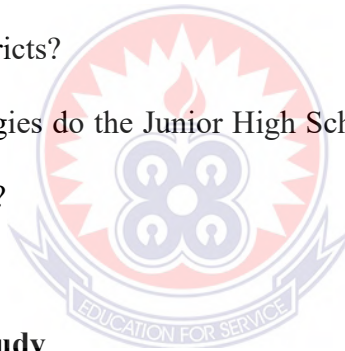 ricts?
gies do the Junior High Sch
?
EDUCATION FOR SERVICE
udy